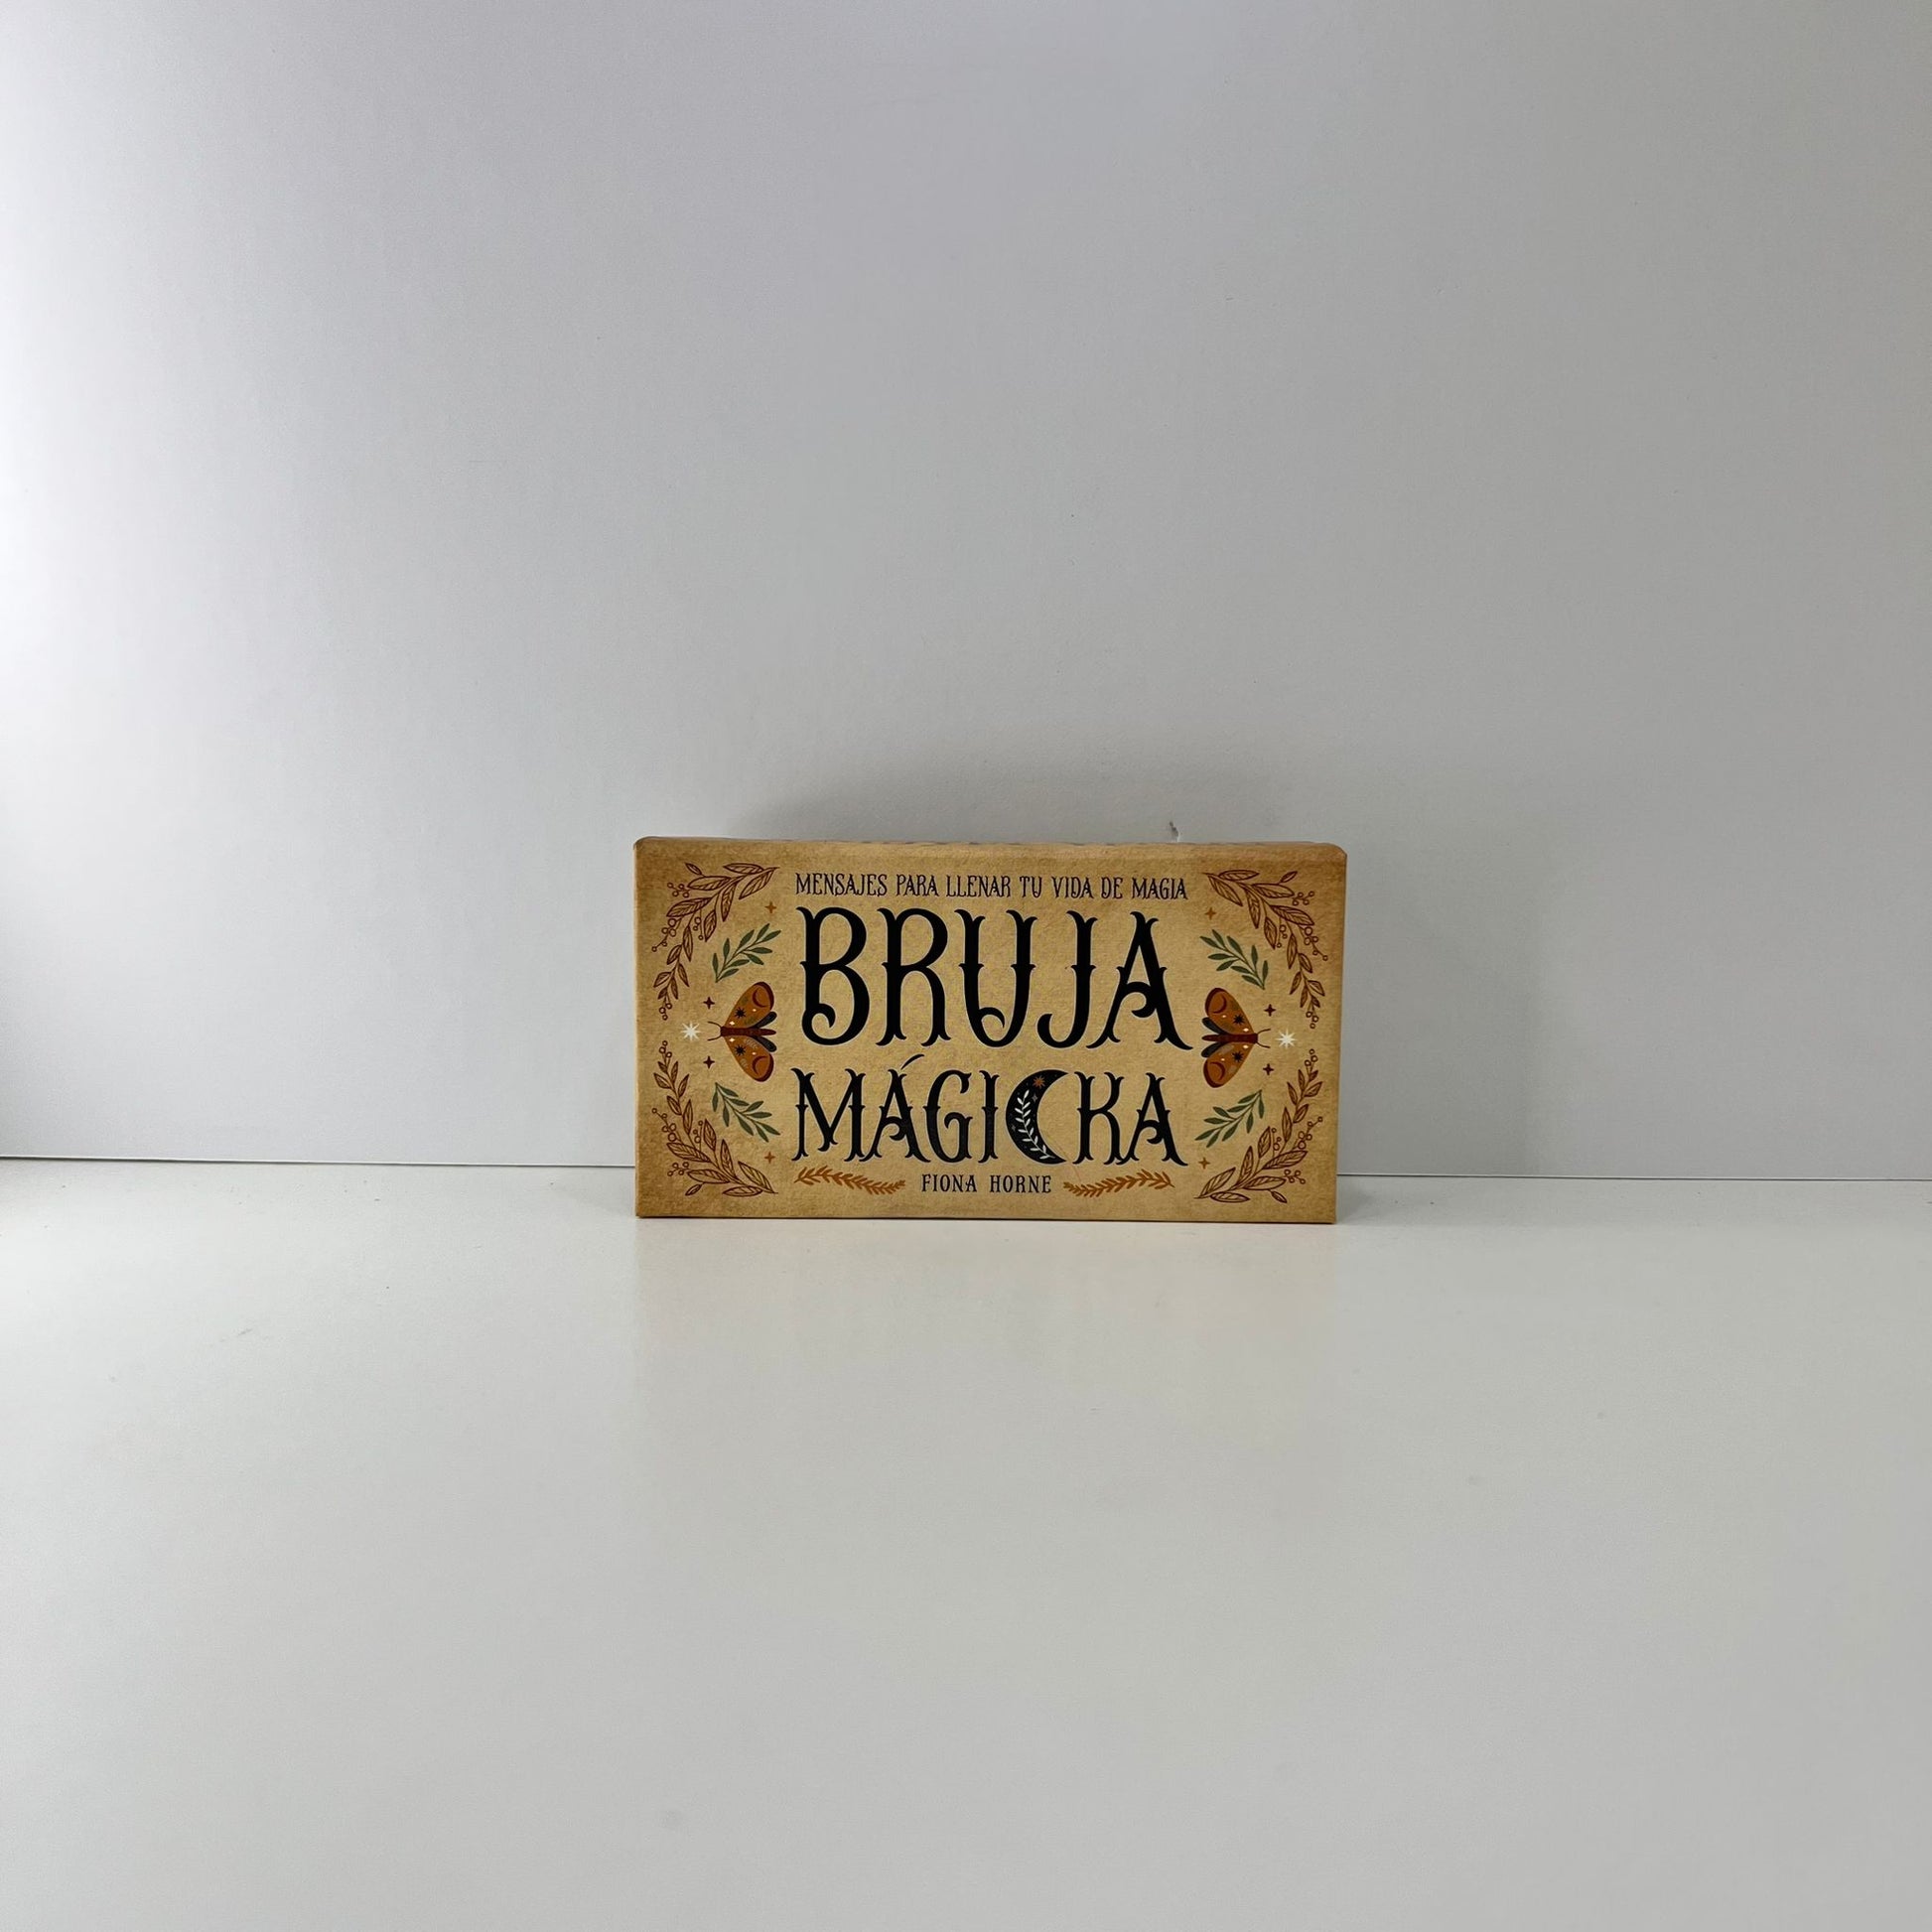 MENSAJES PARA LLENAR TU VIDA DE MAGIA
BRUJA
MÁGICKA
FIONA HORNE